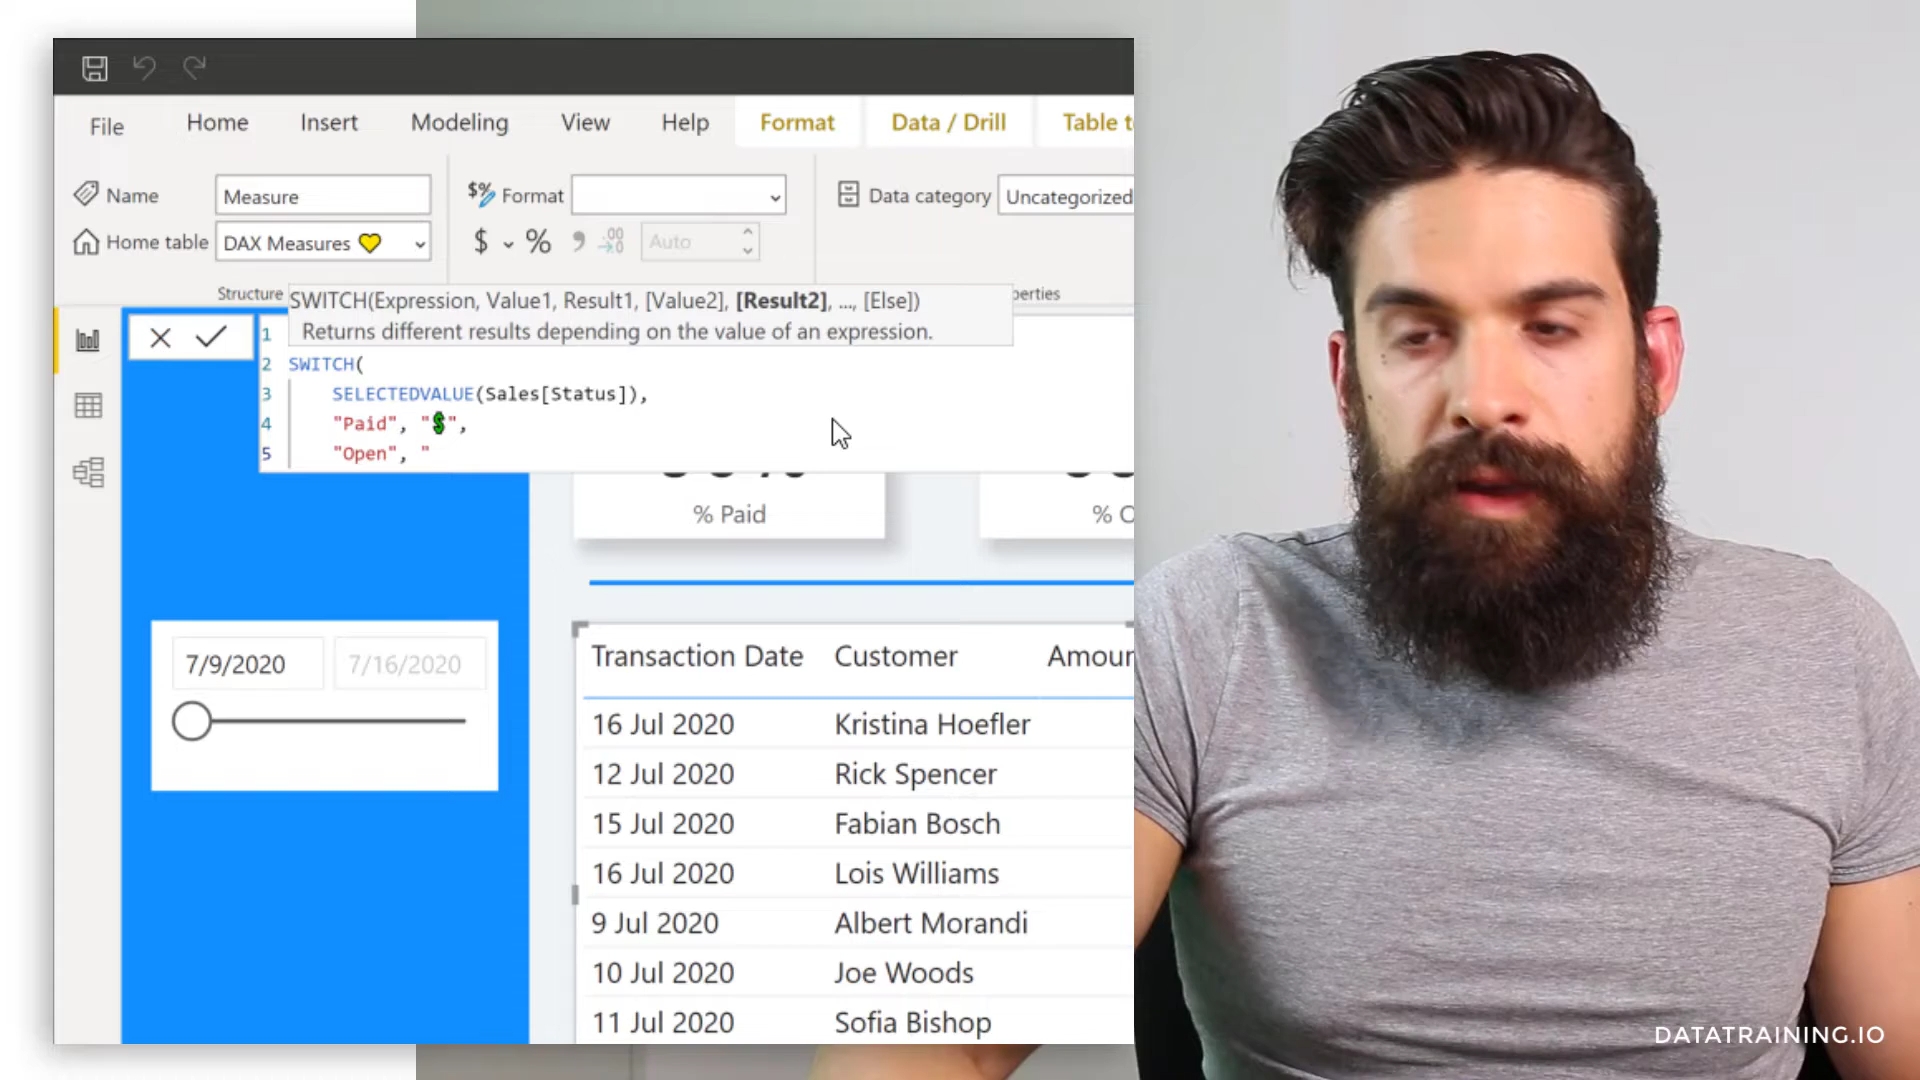 File Home Insert Modeling View Help Format Data / Drill Table t
Name Measure $% Format Data category Uncategorized
Home table DAX Measures 💛 $ % 9 .00 →0 Auto
Structure perties
SWITCH(Expression, Value1, Result1, [Value2], [Result2], ..., [Else])
Returns different results depending on the value of an expression.
1
2 SWITCH(
3 SELECTEDVALUE(Sales[Status]),
4 "Paid", "💲",
5 "Open", "
% Paid % O
7/9/2020 7/16/2020
Transaction Date Customer Amoun
16 Jul 2020 Kristina Hoefler
12 Jul 2020 Rick Spencer
15 Jul 2020 Fabian Bosch
16 Jul 2020 Lois Williams
9 Jul 2020 Albert Morandi
10 Jul 2020 Joe Woods
11 Jul 2020 Sofia Bishop
DATATRAINING.IO